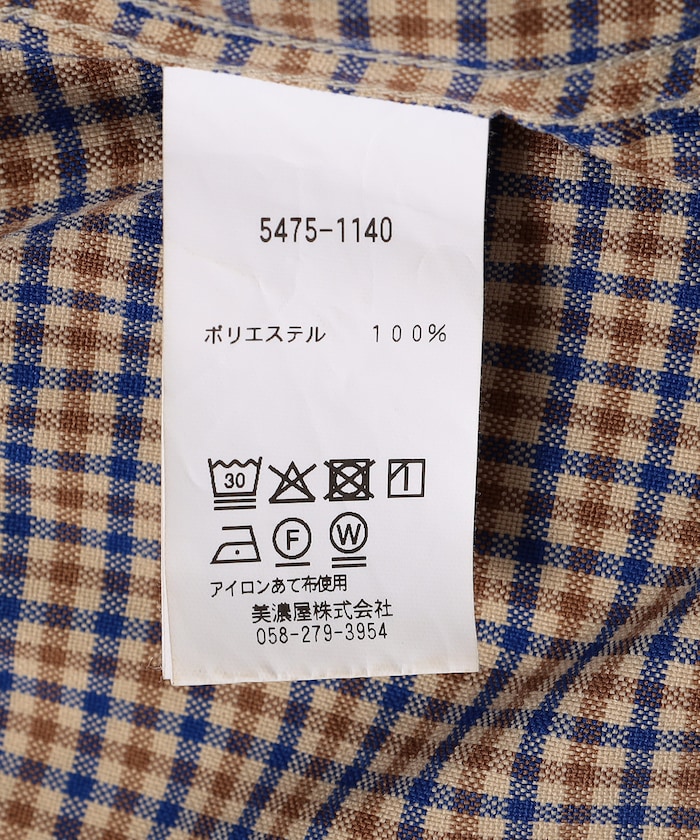 5475-1140
ポリエステル 100%
30
F W
アイロンあて布使用
美濃屋株式会社
058-279-3954